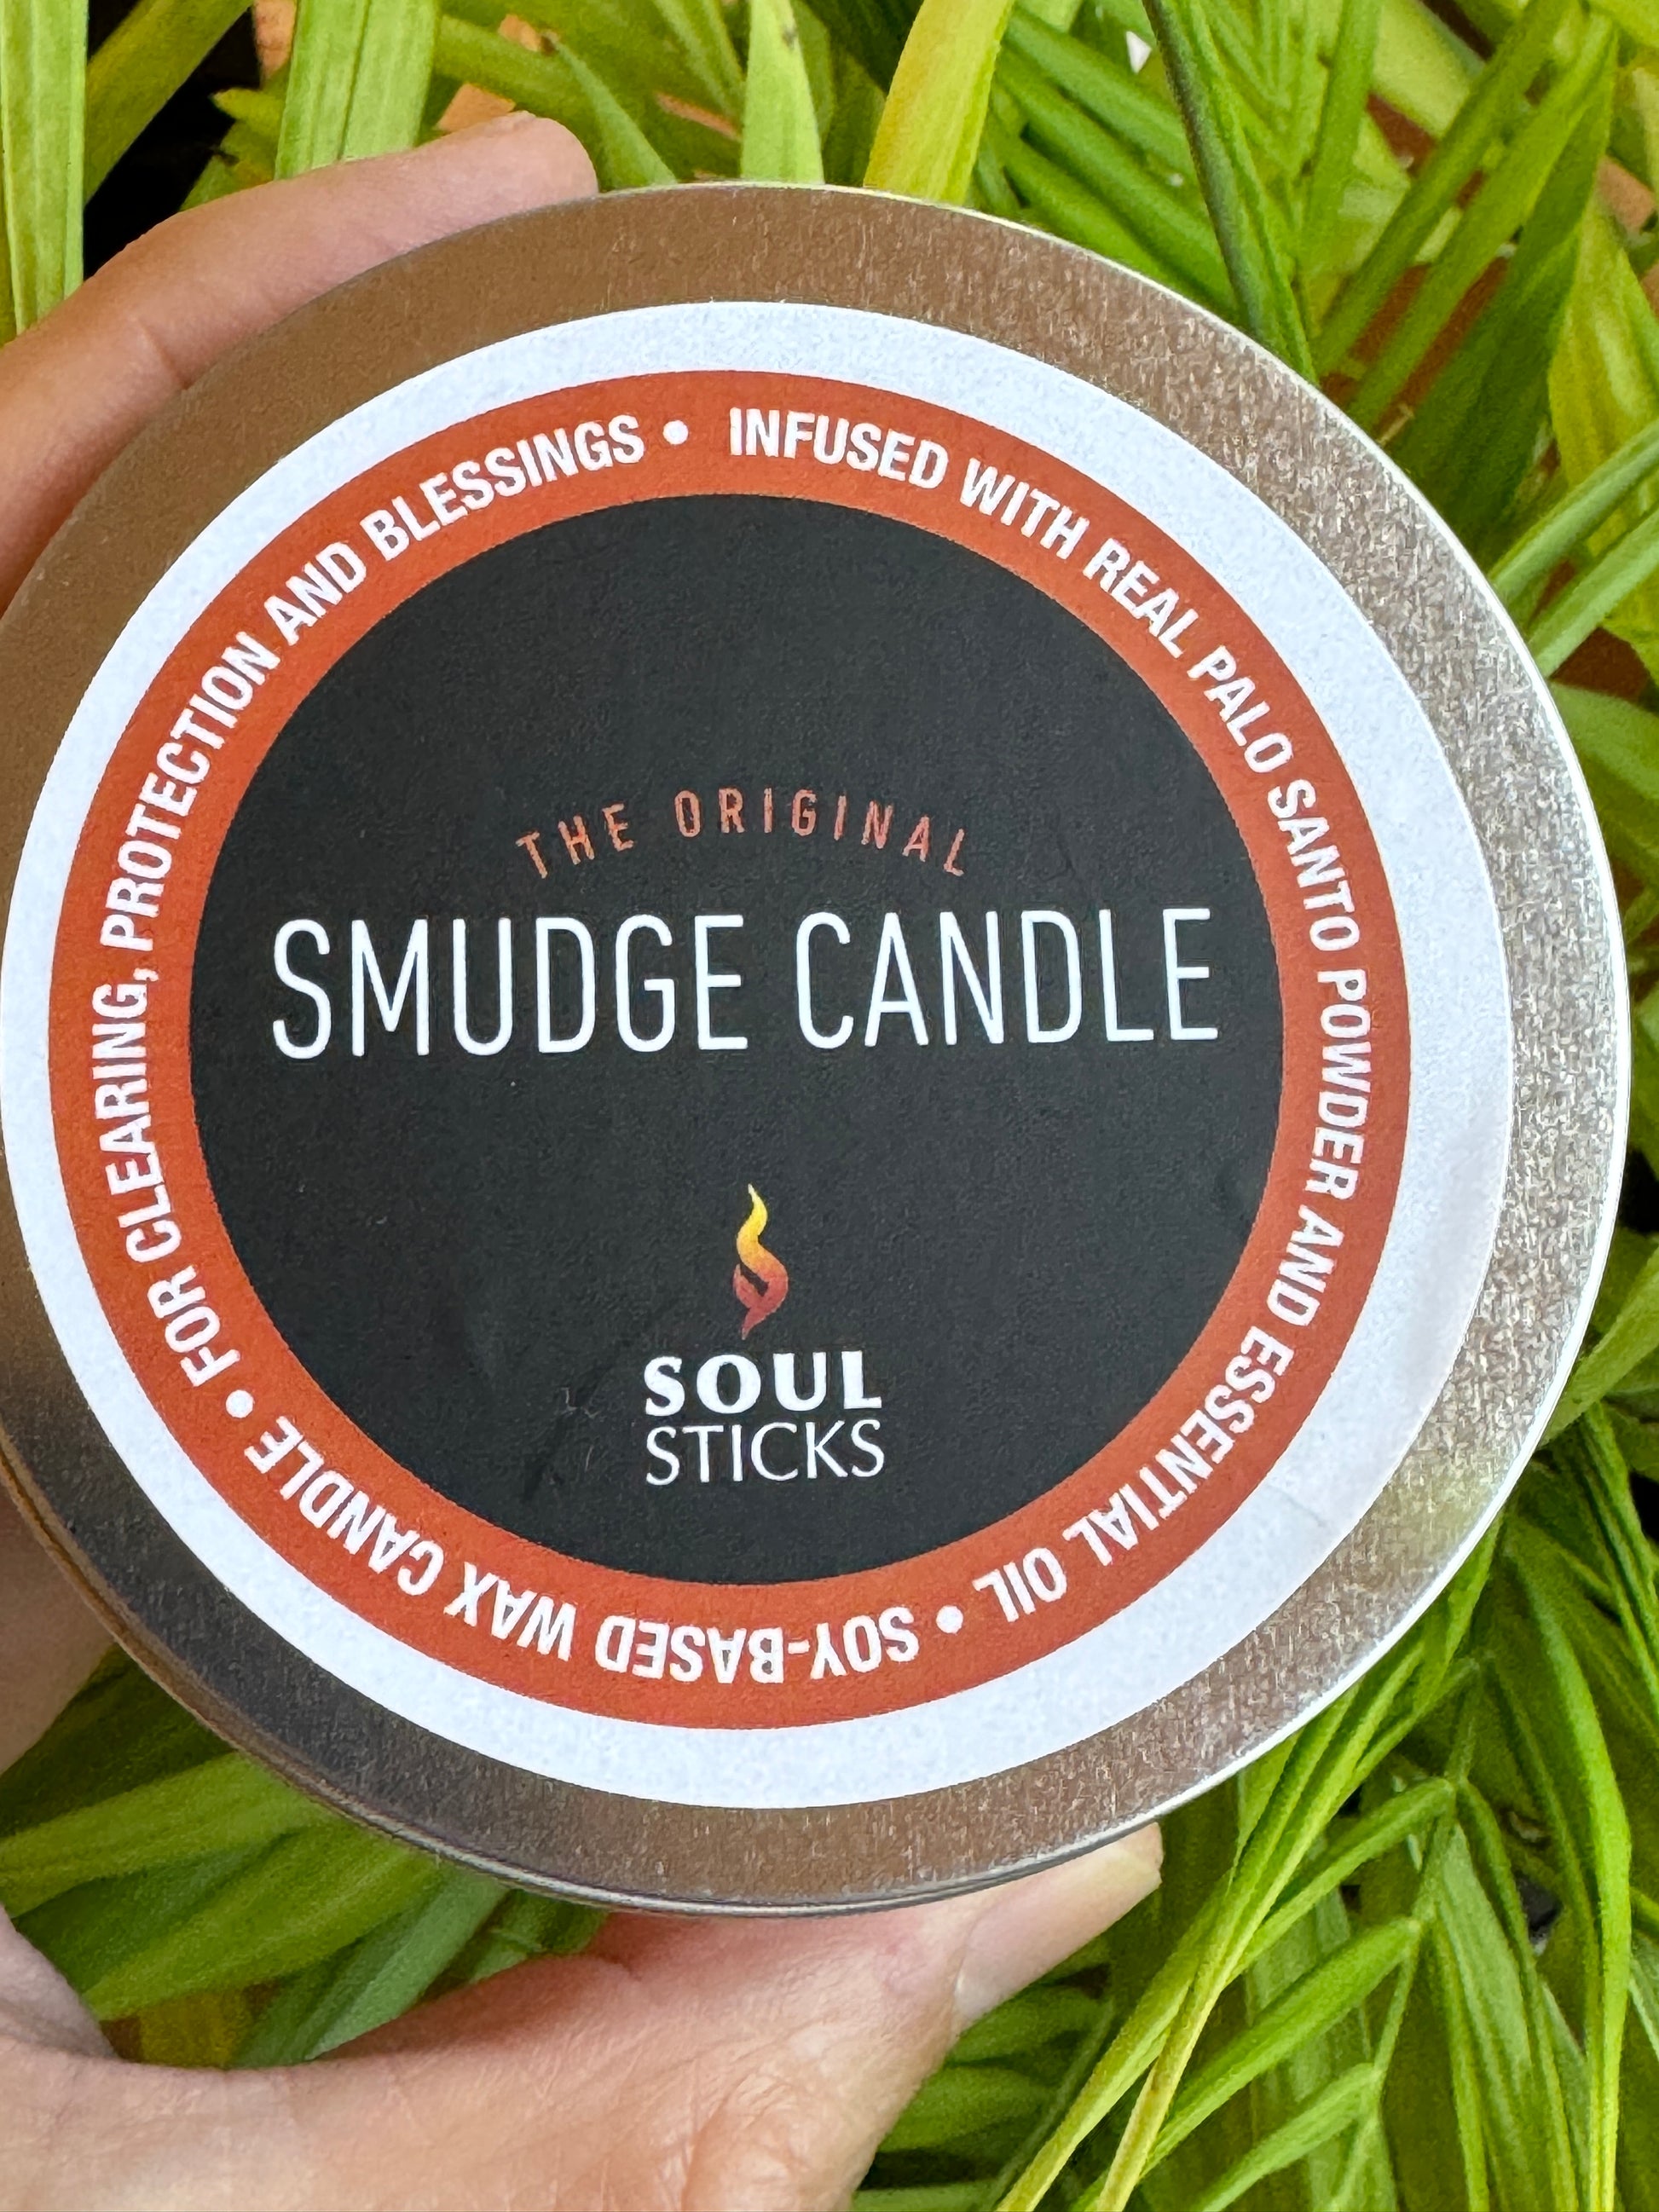 INFUSED WITH REAL PALO SANTO POWDER AND ESSENTIAL OIL • SOY-BASED WAX CANDLE • FOR CLEARING, PROTECTION AND BLESSINGS •
THE ORIGINAL
SMUDGE CANDLE
SOUL
STICKS